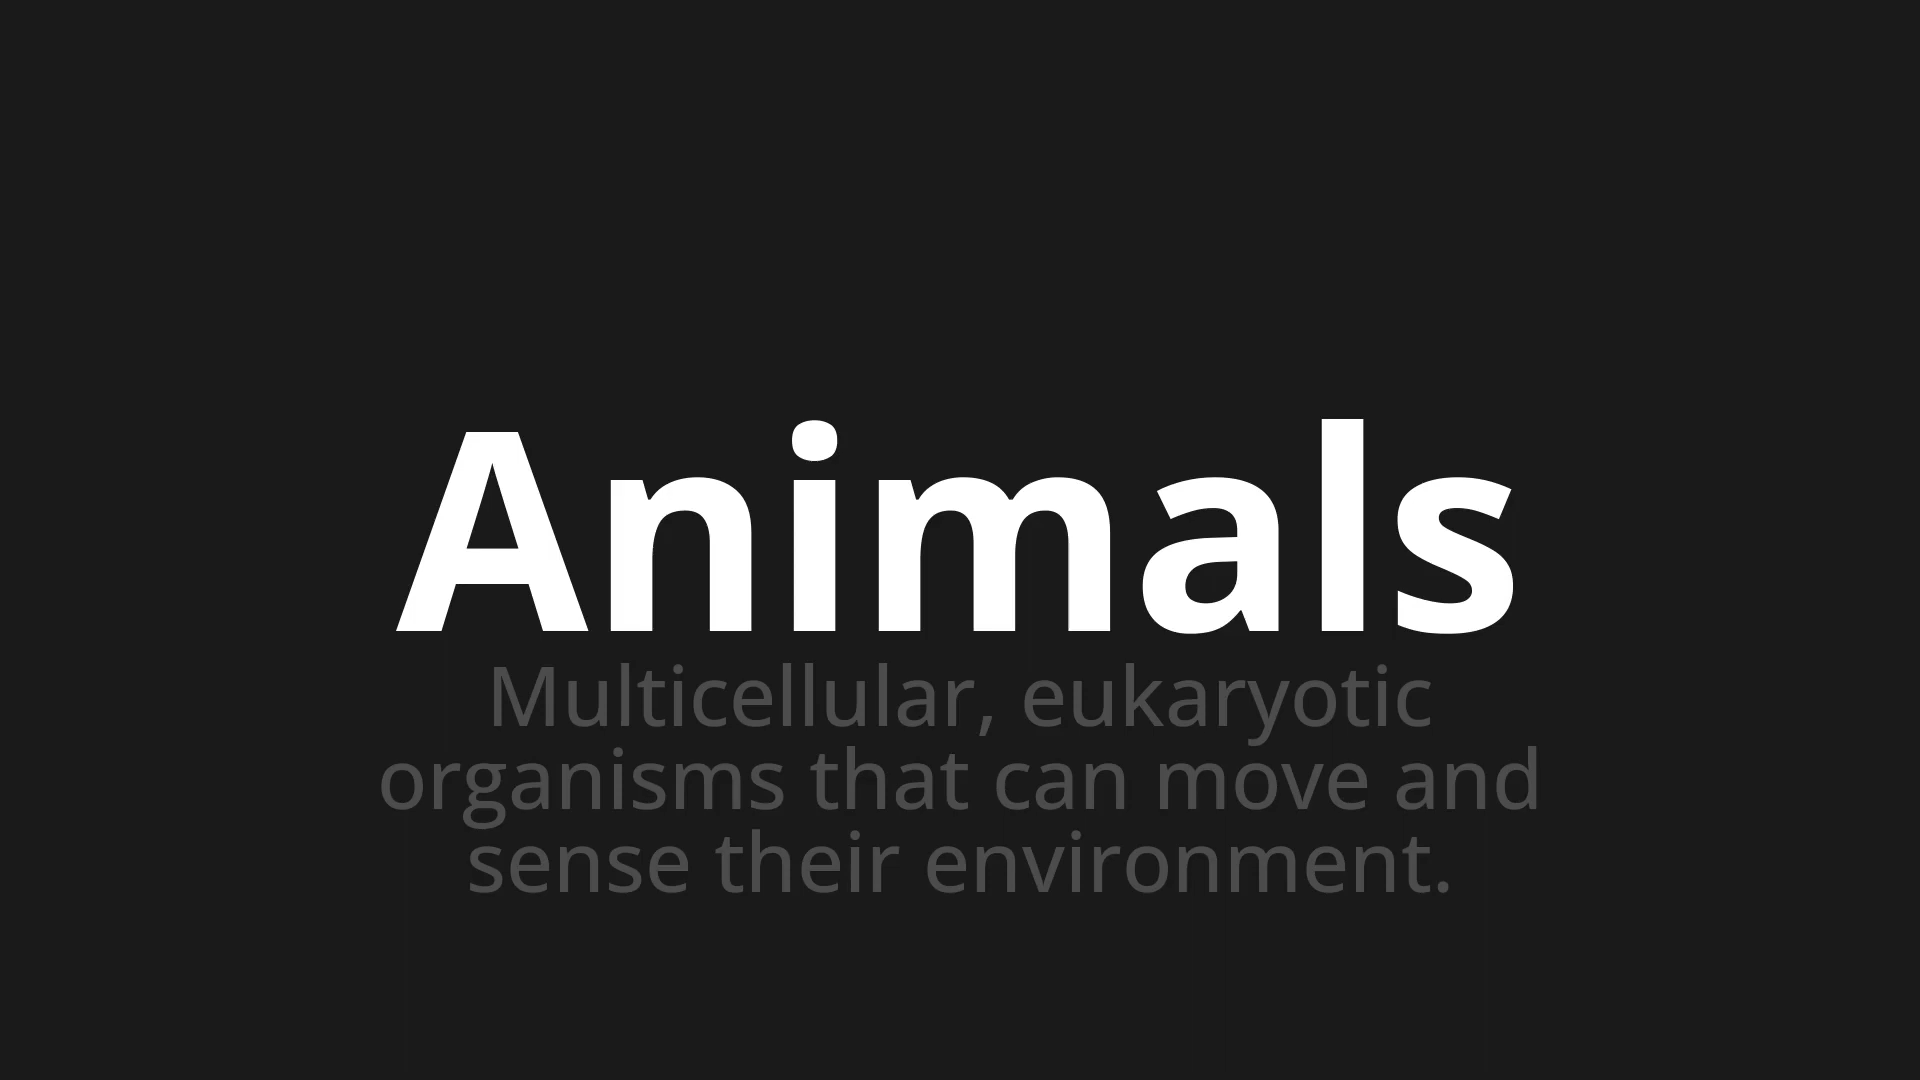 Animals
Multicellular, eukaryotic
organisms that can move and
sense their environment.